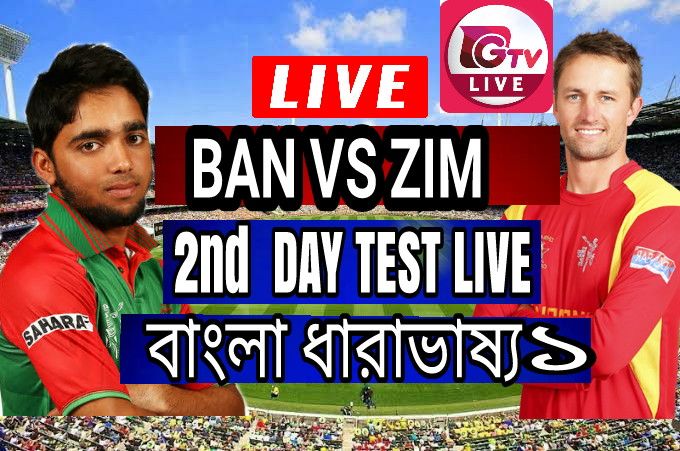 GTV
LIVE
LIVE
BAN VS ZIM
2nd DAY TEST LIVE
বাংলা ধারাভাষ্য১
SAHARA